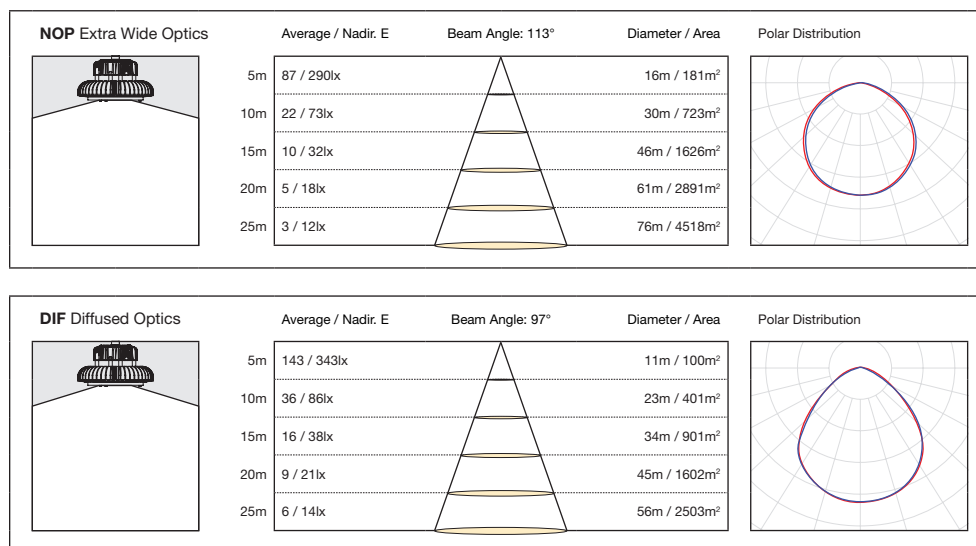 NOP Extra Wide Optics
Average / Nadir. E Beam Angle: 113° Diameter / Area Polar Distribution
5m 87 / 290lx 16m / 181m²
10m 22 / 73lx 30m / 723m²
15m 10 / 32lx 46m / 1626m²
20m 5 / 18lx 61m / 2891m²
25m 3 / 12lx 76m / 4518m²
DIF Diffused Optics
Average / Nadir. E Beam Angle: 97° Diameter / Area Polar Distribution
5m 143 / 343lx 11m / 100m²
10m 36 / 86lx 23m / 401m²
15m 16 / 38lx 34m / 901m²
20m 9 / 21lx 45m / 1602m²
25m 6 / 14lx 56m / 2503m²